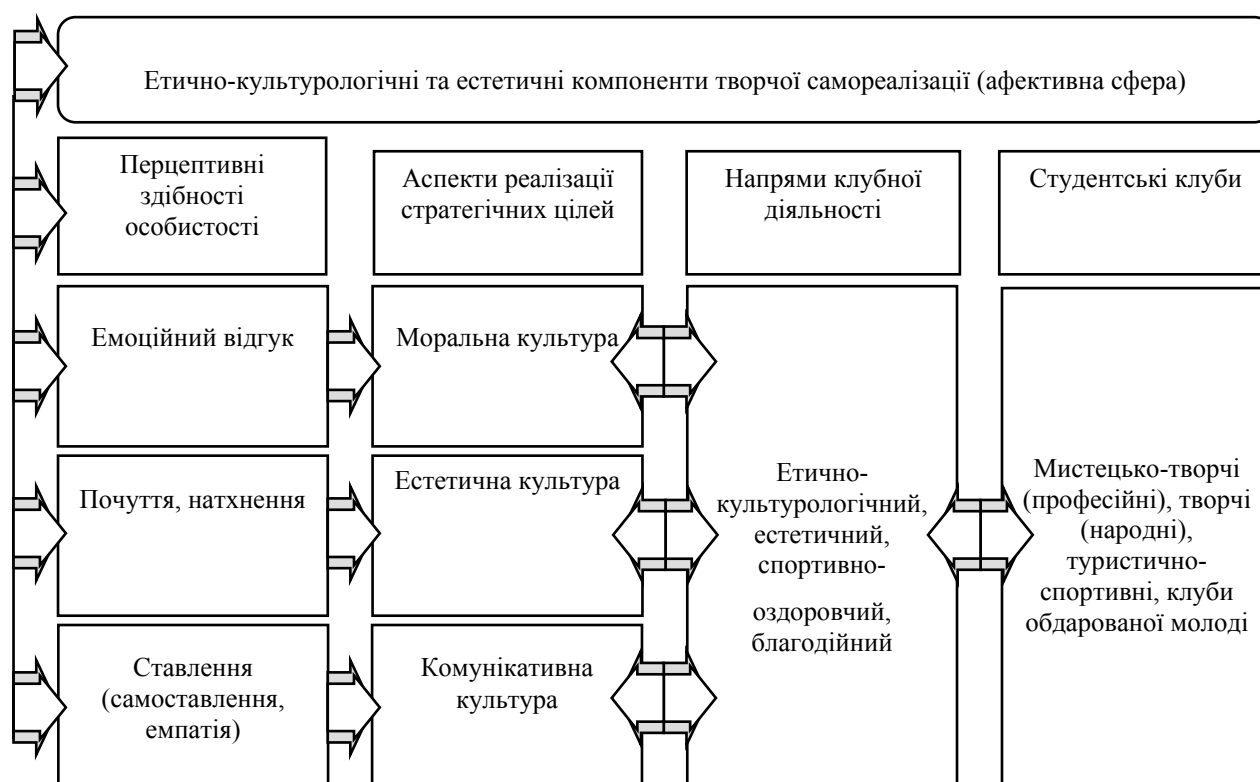 Етично-культурологічні та естетичні компоненти творчої самореалізації (афективна сфера)
Перцептивні
здібності
особистості
Аспекти реалізації
стратегічних цілей
Напрями клубної
діяльності
Студентські клуби
Емоційний відгук
Моральна культура
Почуття, натхнення
Естетична культура
Ставлення
(самоставлення,
емпатія)
Комунікативна
культура
Етично-
культурологічний,
естетичний,
спортивно-
оздоровчий,
благодійний
Мистецько-творчі
(професійні), творчі
(народні),
туристично-
спортивні, клуби
обдарованої молоді